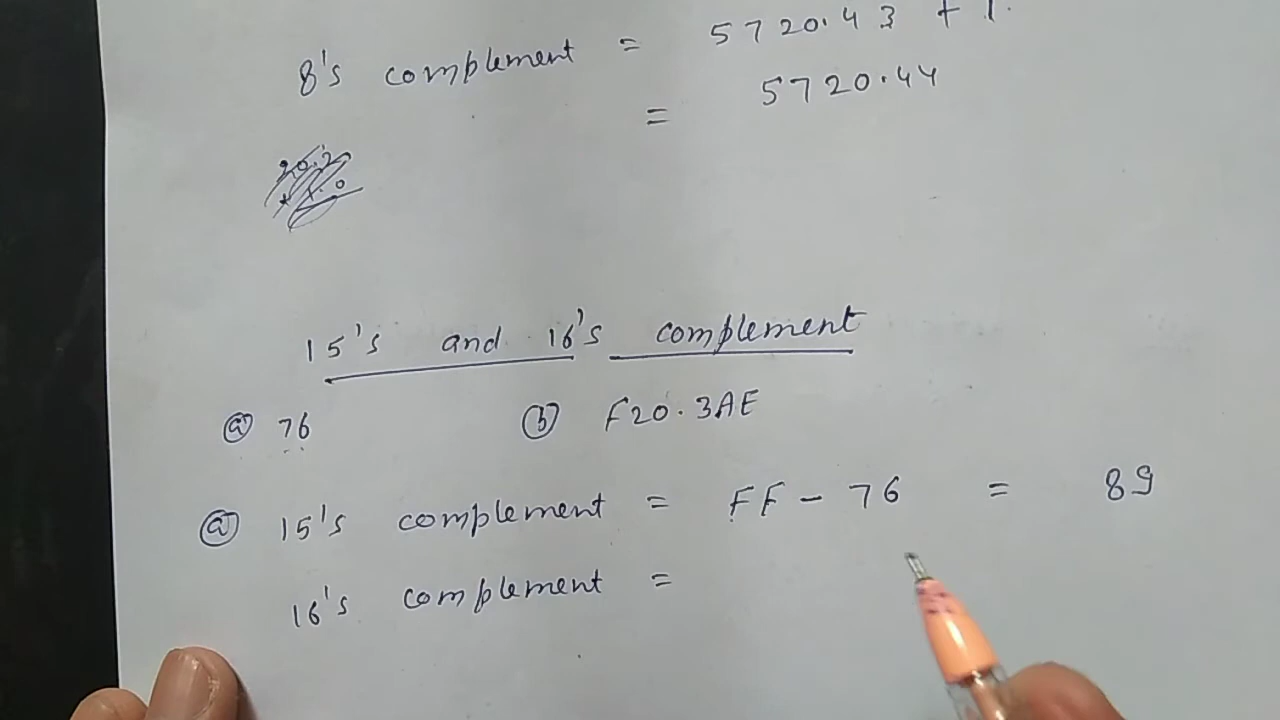 8's complement = 5720.43 + 1.
= 5720.44
15's and 16's complement
(a) 76 (b) F20.3AE
(a) 15's complement = FF - 76 = 89
16's complement =